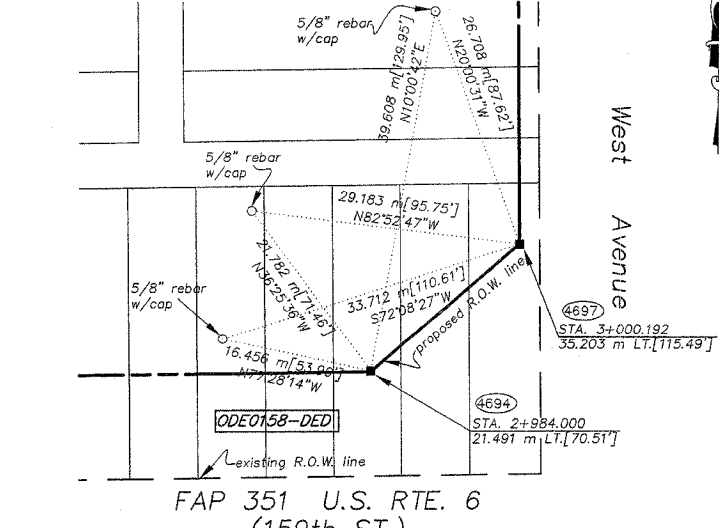 5/8" rebar
w/cap
39.608 m[129.95']
N10°00'42"E
26.708 m[87.62']
N20°00'31"W
West Avenue
5/8" rebar
w/cap
29.183 m[95.75']
N82°52'47"W
21.782 m[71.46']
N36°25'36"W
5/8" rebar
w/cap
33.712 m[110.61']
S72°08'27"W
proposed R.O.W. line
4697
STA. 3+000.192
35.203 m LT.[115.49']
16.456 m[53.99']
ODE0158-DED
4694
STA. 2+984.000
21.491 m LT.[70.51']
existing R.O.W. line
FAP 351 U.S. RTE. 6
(159th ST.)